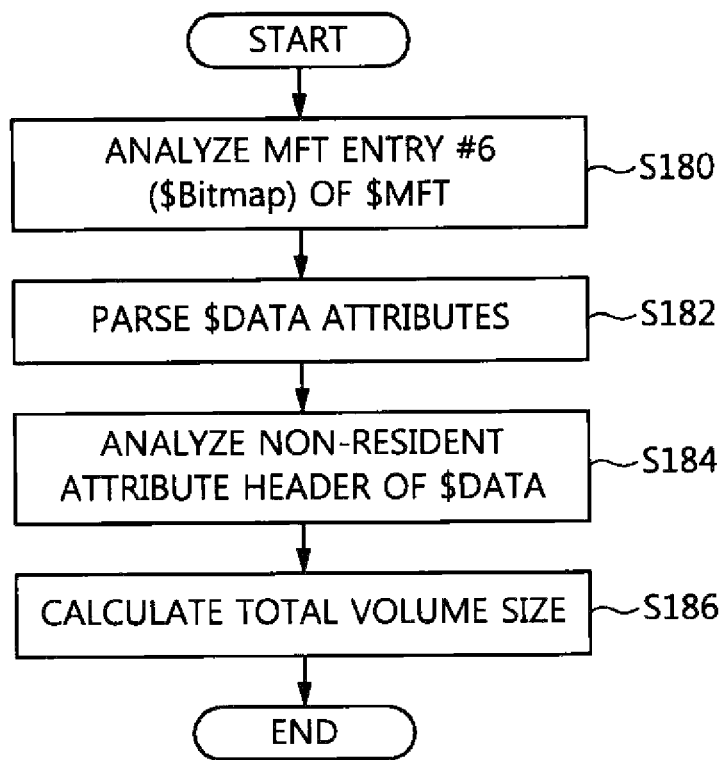 START
ANALYZE MFT ENTRY #6
($Bitmap) OF $MFT
S180
PARSE $DATA ATTRIBUTES
S182
ANALYZE NON-RESIDENT
ATTRIBUTE HEADER OF $DATA
S184
CALCULATE TOTAL VOLUME SIZE
S186
END